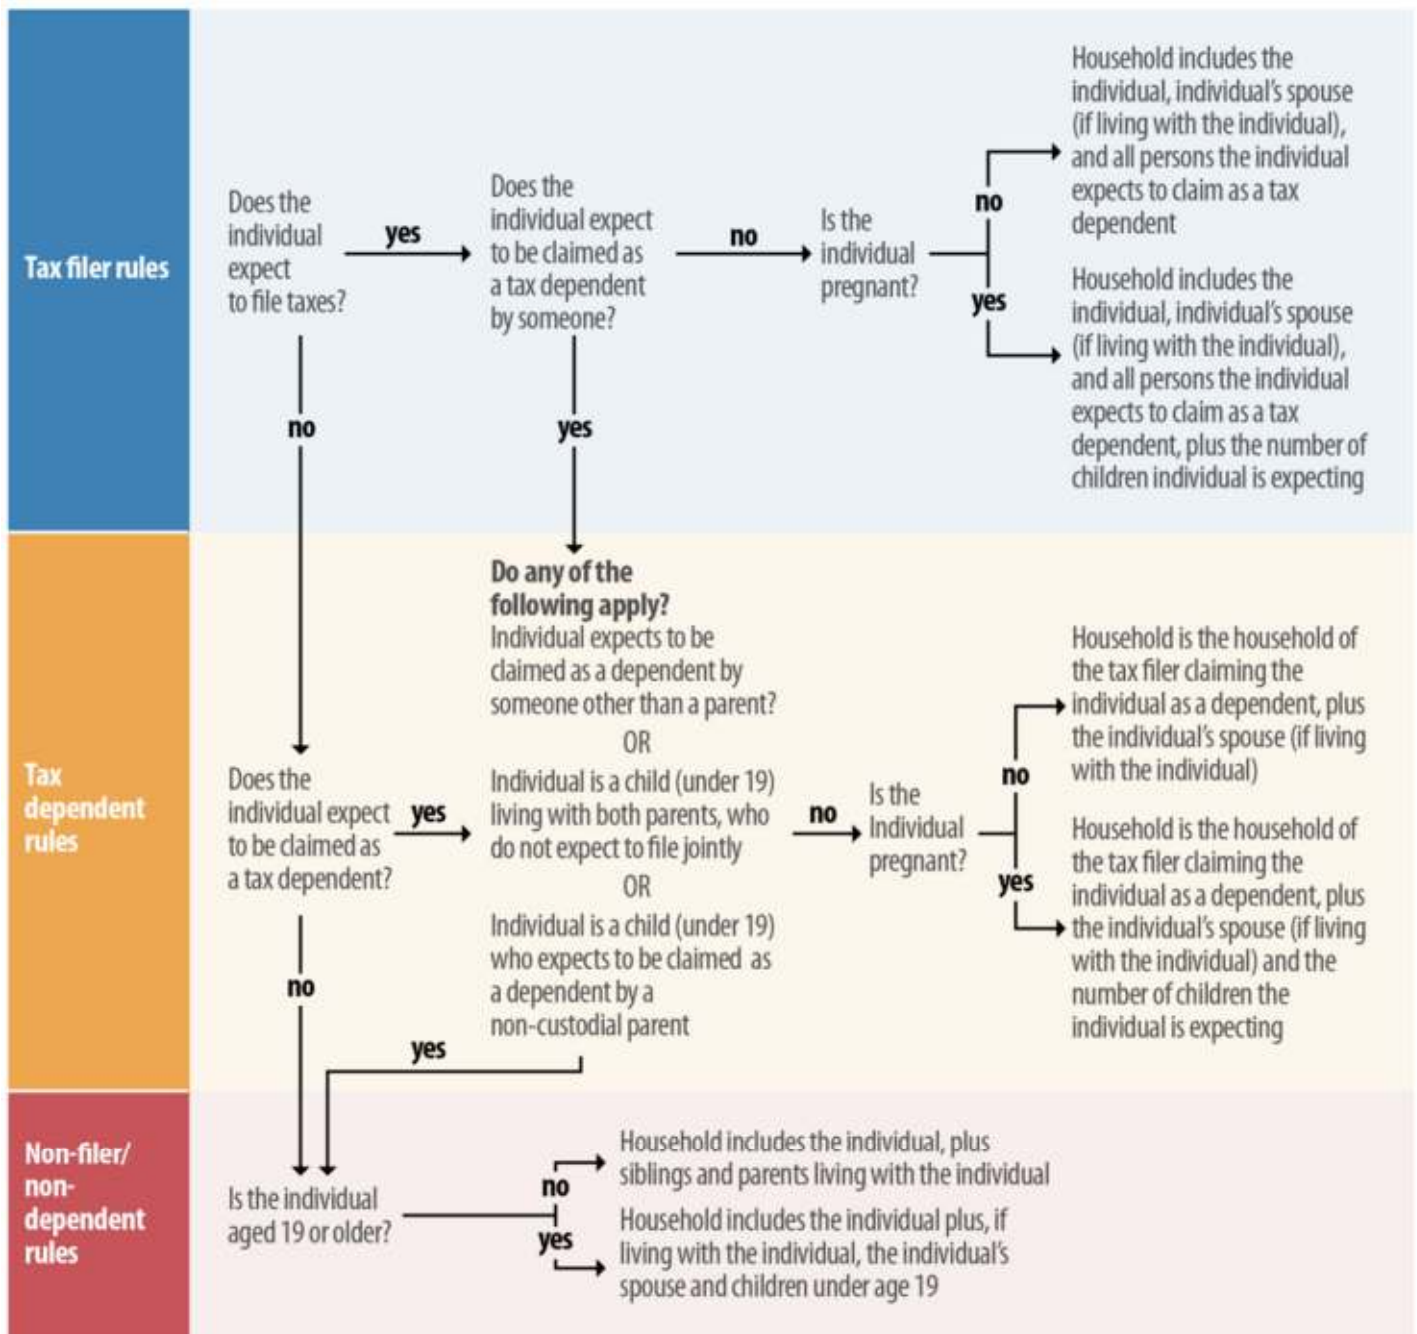 Tax filer rules
Does the
individual
expect
to file taxes?
yes
Does the
individual expect
to be claimed as
a tax dependent
by someone?
no
Is the
individual
pregnant?
no
Household includes the
individual, individual's spouse
(if living with the individual),
and all persons the individual
expects to claim as a tax
dependent
yes
Household includes the
individual, individual's spouse
(if living with the individual),
and all persons the individual
expects to claim as a tax
dependent, plus the number of
children individual is expecting
no
yes
Tax
dependent
rules
Does the
individual expect
to be claimed as
a tax dependent?
yes
Do any of the
following apply?
Individual expects to be
claimed as a dependent by
someone other than a parent?
OR
Individual is a child (under 19)
living with both parents, who
do not expect to file jointly
OR
Individual is a child (under 19)
who expects to be claimed as
a dependent by a
non-custodial parent
no
Is the
Individual
pregnant?
no
Household is the household of
the tax filer claiming the
individual as a dependent, plus
the individual's spouse (if living
with the individual)
yes
Household is the household of
the tax filer claiming the
individual as a dependent, plus
the individual's spouse (if living
with the individual) and the
number of children the
individual is expecting
no
yes
Non-filer/
non-
dependent
rules
Is the individual
aged 19 or older?
no
Household includes the individual, plus
siblings and parents living with the individual
yes
Household includes the individual plus, if
living with the individual, the individual's
spouse and children under age 19